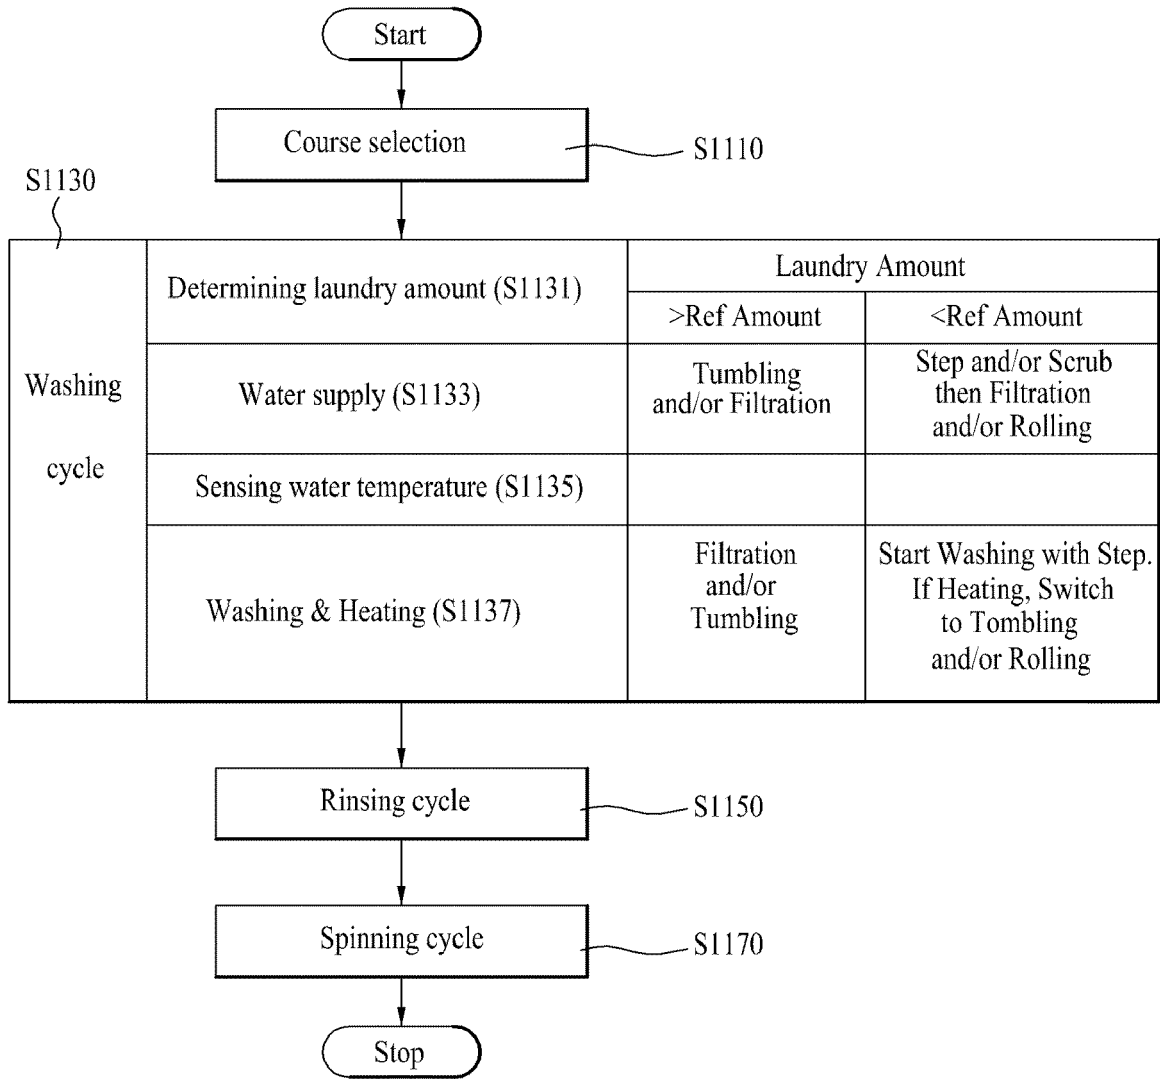 Start
Course selection
S1110
S1130
Washing
cycle
Determining laundry amount (S1131)
Laundry Amount
>Ref Amount
<Ref Amount
Water supply (S1133)
Tumbling
and/or Filtration
Step and/or Scrub
then Filtration
and/or Rolling
Sensing water temperature (S1135)
Washing & Heating (S1137)
Filtration
and/or
Tumbling
Start Washing with Step.
If Heating, Switch
to Tombling
and/or Rolling
Rinsing cycle
S1150
Spinning cycle
S1170
Stop